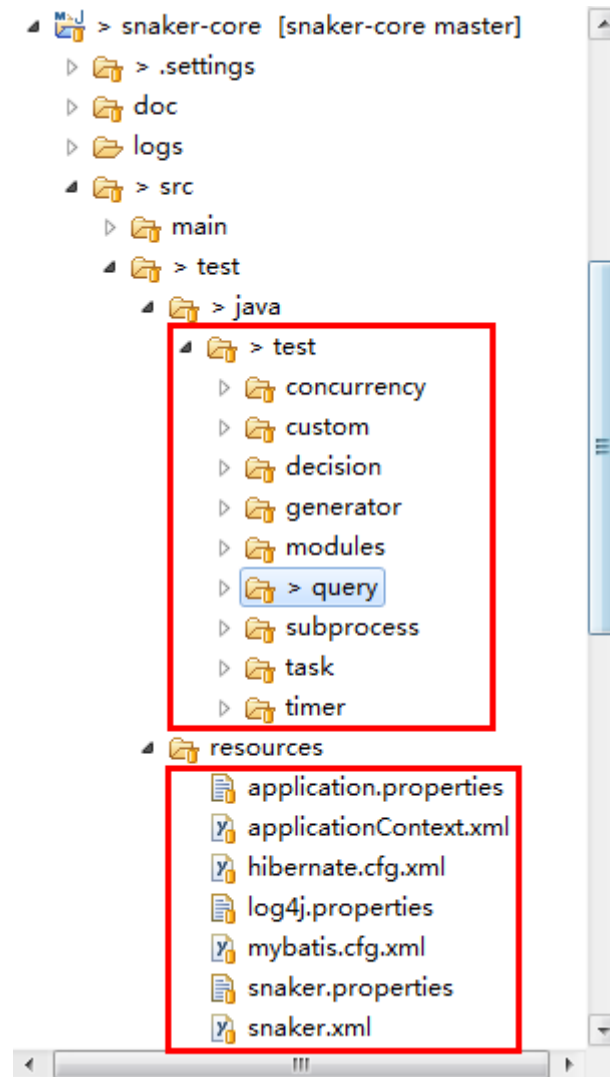 > snaker-core [snaker-core master]
> .settings
doc
logs
> src
main
> test
> java
> test
concurrency
custom
decision
generator
modules
> query
subprocess
task
timer
resources
application.properties
applicationContext.xml
hibernate.cfg.xml
log4j.properties
mybatis.cfg.xml
snaker.properties
snaker.xml